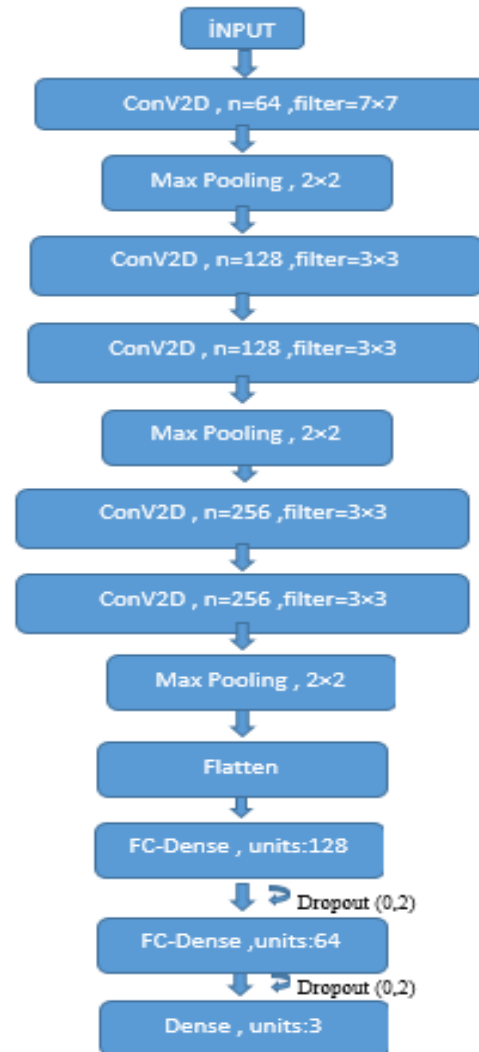 İNPUT
ConV2D , n=64 ,filter=7×7
Max Pooling , 2×2
ConV2D , n=128 ,filter=3×3
ConV2D , n=128 ,filter=3×3
Max Pooling , 2×2
ConV2D , n=256 ,filter=3×3
ConV2D , n=256 ,filter=3×3
Max Pooling , 2×2
Flatten
FC-Dense , units:128
Dropout (0,2)
FC-Dense ,units:64
Dropout (0,2)
Dense , units:3